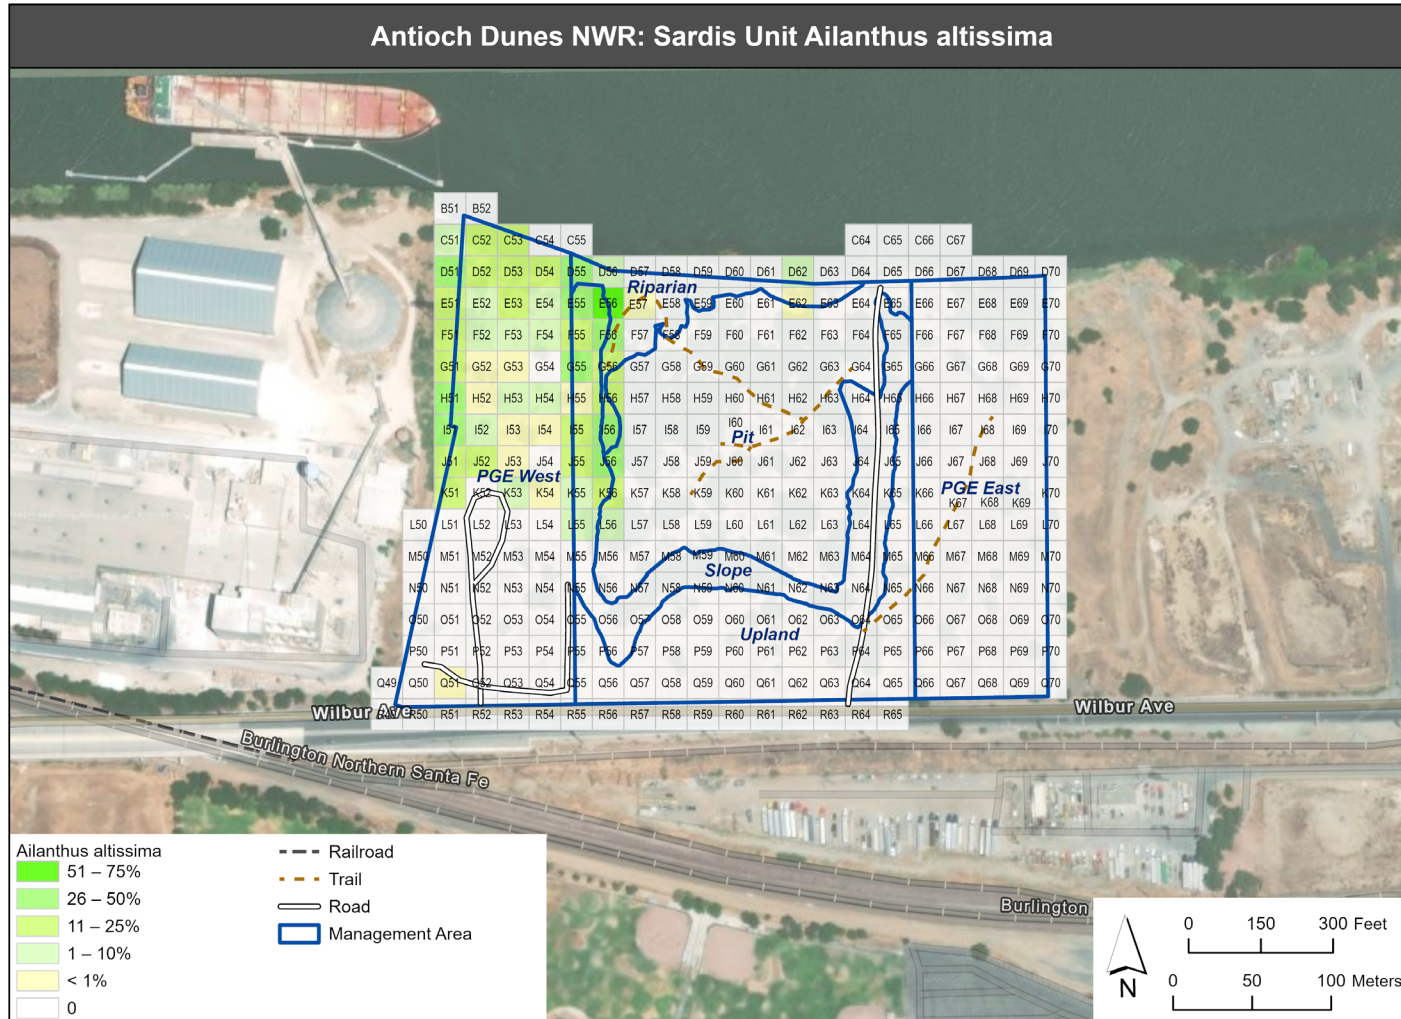 Antioch Dunes NWR: Sardis Unit Ailanthus altissima
B51 B52
C51 C52 C53 C54 C55 C64 C65 C66 C67
D51 D52 D53 D54 D55 D56 D57 D58 D59 D60 D61 D62 D63 D64 D65 D66 D67 D68 D69 D70
Riparian
E51 E52 E53 E54 E55 E56 E57 E58 E59 E60 E61 E62 E63 E64 E65 E66 E67 E68 E69 E70
F51 F52 F53 F54 F55 F56 F57 F58 F59 F60 F61 F62 F63 F64 F65 F66 F67 F68 F69 F70
G51 G52 G53 G54 G55 G56 G57 G58 G59 G60 G61 G62 G63 G64 G65 G66 G67 G68 G69 G70
H51 H52 H53 H54 H55 H56 H57 H58 H59 H60 H61 H62 H63 H64 H65 H66 H67 H68 H69 H70
I51 I52 I53 I54 I55 I56 I57 I58 I59 I60 I61 I62 I63 I64 I65 I66 I67 I68 I69 I70
Pit
J51 J52 J53 J54 J55 J56 J57 J58 J59 J60 J61 J62 J63 J64 J65 J66 J67 J68 J69 J70
PGE West
PGE East
K51 K52 K53 K54 K55 K56 K57 K58 K59 K60 K61 K62 K63 K64 K65 K66 K67 K68 K69 K70
L50 L51 L52 L53 L54 L55 L56 L57 L58 L59 L60 L61 L62 L63 L64 L65 L66 L67 L68 L69 L70
M50 M51 M52 M53 M54 M55 M56 M57 M58 M59 M60 M61 M62 M63 M64 M65 M66 M67 M68 M69 M70
Slope
N50 N51 N52 N53 N54 N55 N56 N57 N58 N59 N60 N61 N62 N63 N64 N65 N66 N67 N68 N69 N70
O50 O51 O52 O53 O54 O55 O56 O57 O58 O59 O60 O61 O62 O63 O64 O65 O66 O67 O68 O69 O70
Upland
P50 P51 P52 P53 P54 P55 P56 P57 P58 P59 P60 P61 P62 P63 P64 P65 P66 P67 P68 P69 P70
Q49 Q50 Q51 Q52 Q53 Q54 Q55 Q56 Q57 Q58 Q59 Q60 Q61 Q62 Q63 Q64 Q65 Q66 Q67 Q68 Q69 Q70
Wilbur Ave
Wilbur Ave
R50 R51 R52 R53 R54 R55 R56 R57 R58 R59 R60 R61 R62 R63 R64 R65
Burlington Northern Santa Fe
Burlington
Ailanthus altissima
51 – 75%
26 – 50%
11 – 25%
1 – 10%
< 1%
0
Railroad
Trail
Road
Management Area
N
0 150 300 Feet
0 50 100 Meters